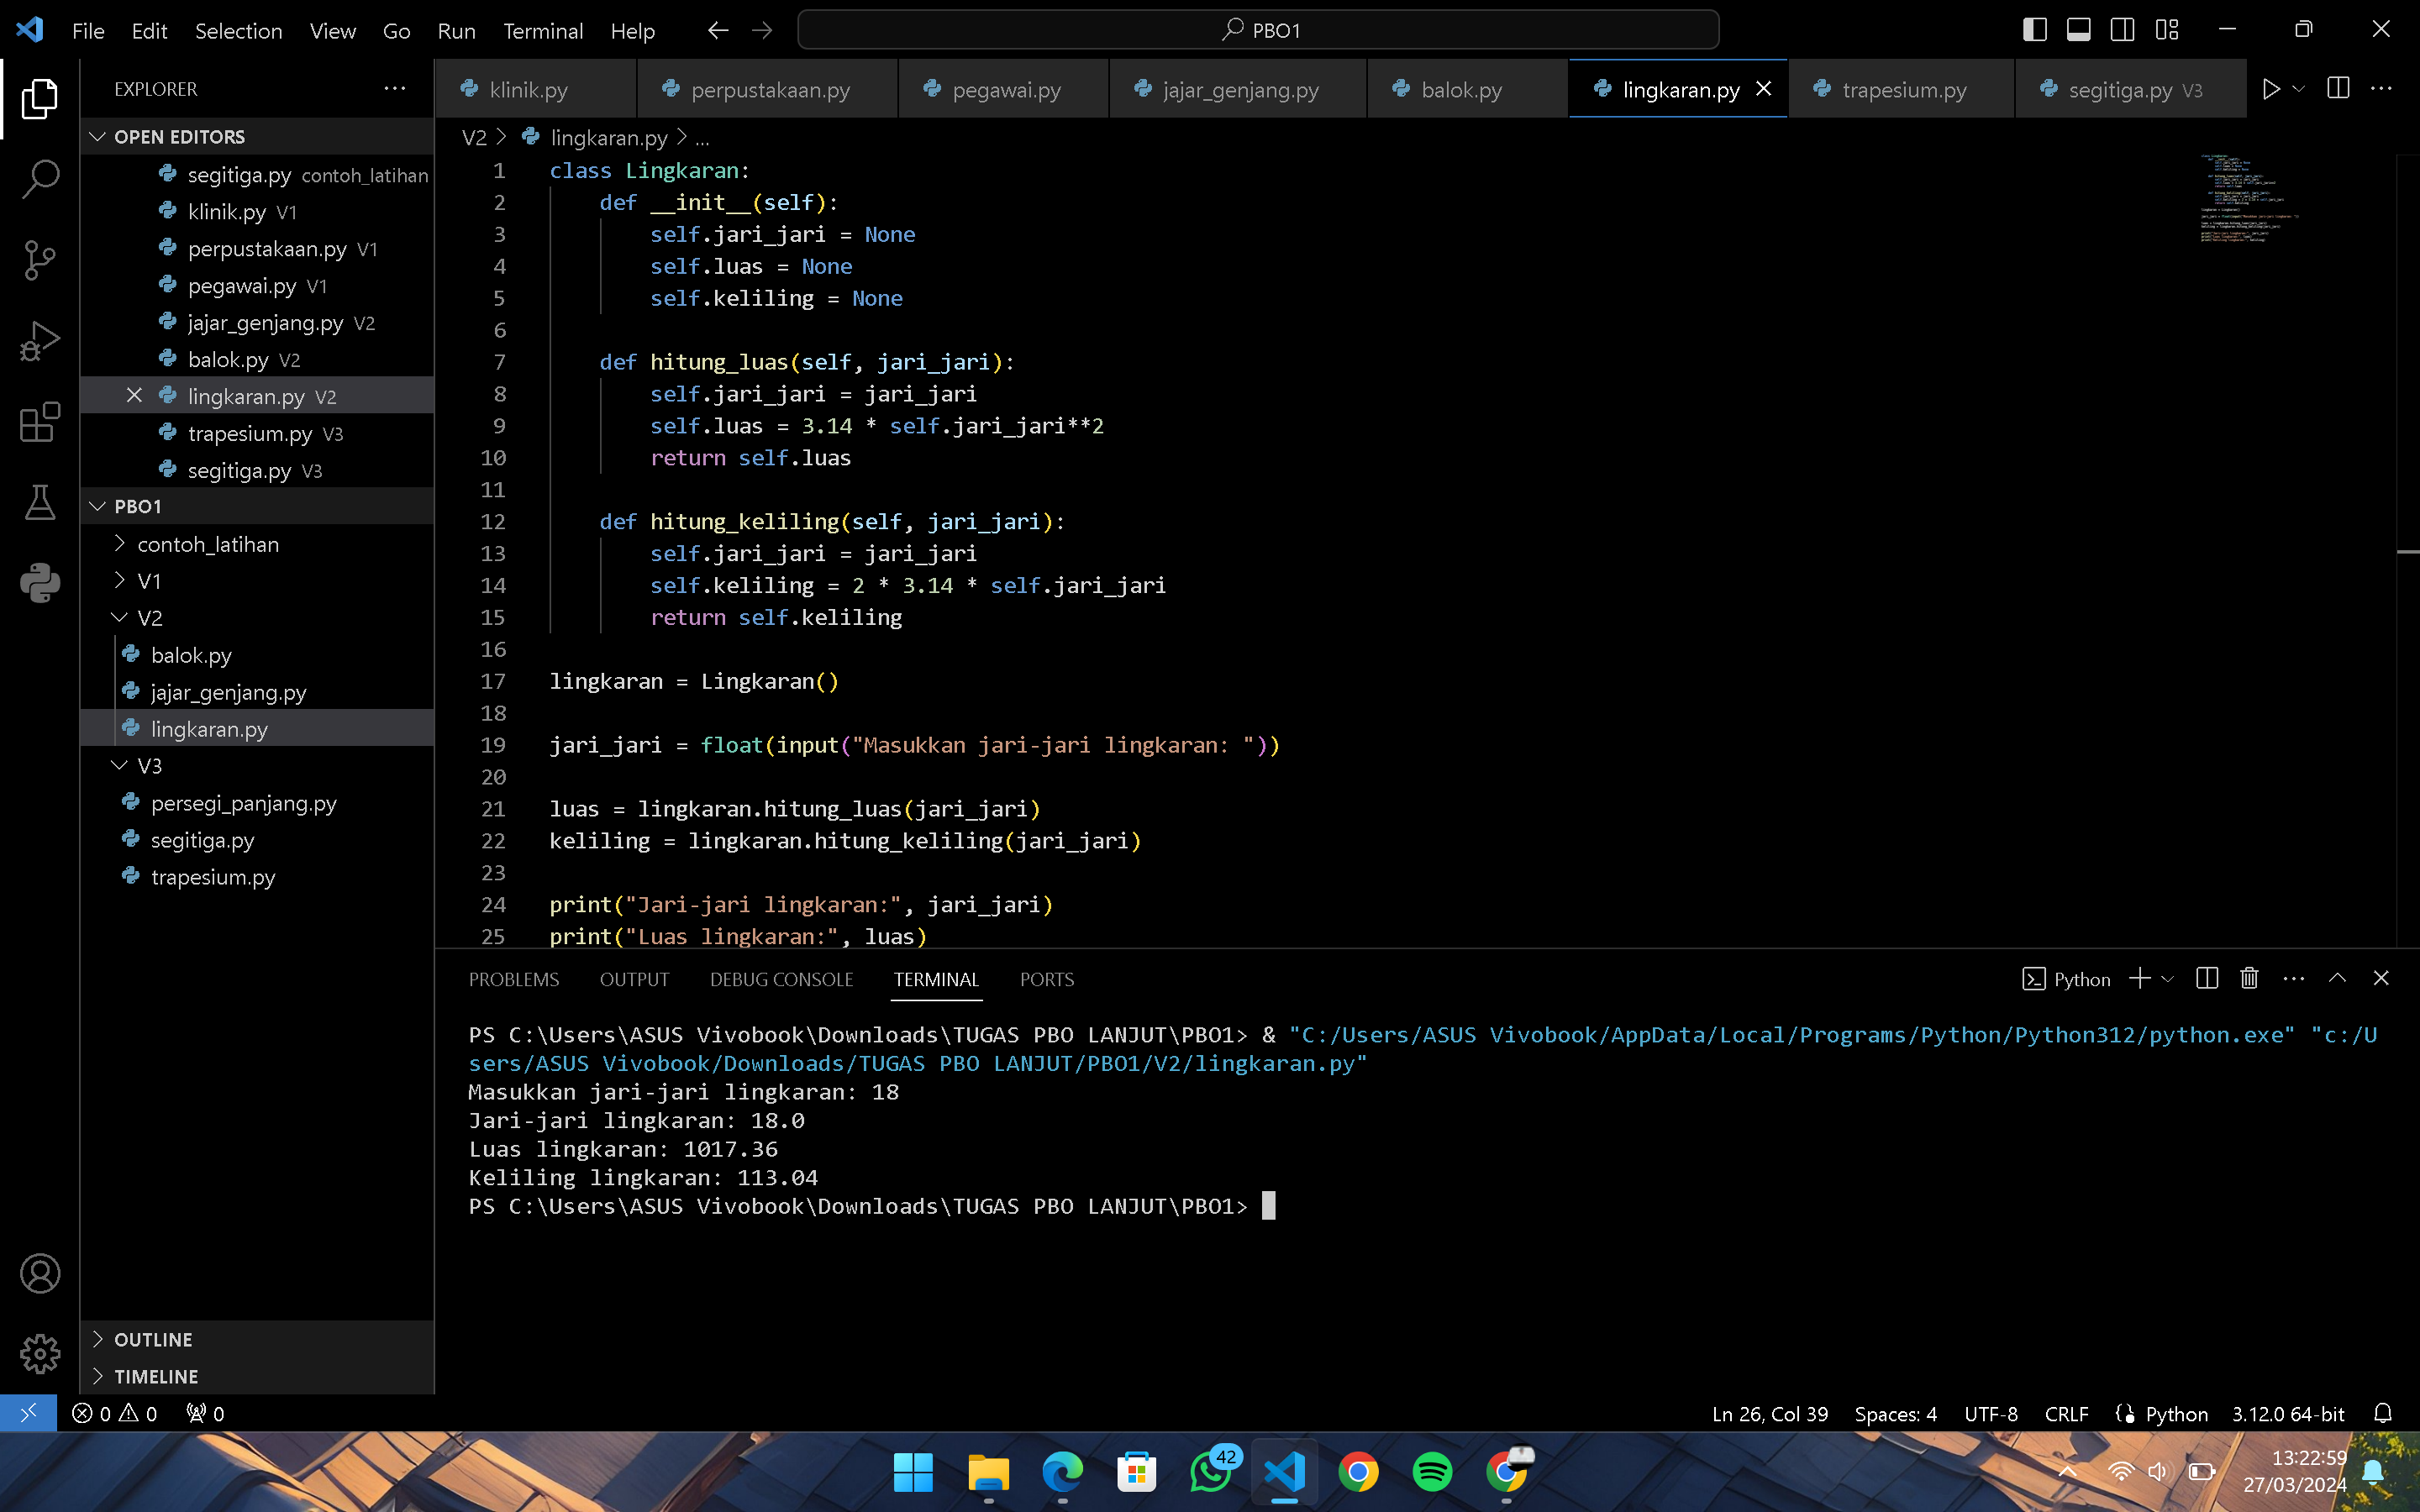 File Edit Selection View Go Run Terminal Help
PBO1
EXPLORER
OPEN EDITORS
segitiga.py contoh_latihan
klinik.py V1
perpustakaan.py V1
pegawai.py V1
jajar_genjang.py V2
balok.py V2
lingkaran.py V2
trapesium.py V3
segitiga.py V3
PBO1
contoh_latihan
V1
V2
balok.py
jajar_genjang.py
lingkaran.py
V3
persegi_panjang.py
segitiga.py
trapesium.py
OUTLINE
TIMELINE
klinik.py perpustakaan.py pegawai.py jajar_genjang.py balok.py lingkaran.py trapesium.py segitiga.py V3
V2 > lingkaran.py > ...
1 class Lingkaran:
2 def __init__(self):
3 self.jari_jari = None
4 self.luas = None
5 self.keliling = None
6
7 def hitung_luas(self, jari_jari):
8 self.jari_jari = jari_jari
9 self.luas = 3.14 * self.jari_jari**2
10 return self.luas
11
12 def hitung_keliling(self, jari_jari):
13 self.jari_jari = jari_jari
14 self.keliling = 2 * 3.14 * self.jari_jari
15 return self.keliling
16
17 lingkaran = Lingkaran()
18
19 jari_jari = float(input("Masukkan jari-jari lingkaran: "))
20
21 luas = lingkaran.hitung_luas(jari_jari)
22 keliling = lingkaran.hitung_keliling(jari_jari)
23
24 print("Jari-jari lingkaran:", jari_jari)
25 print("Luas lingkaran:", luas)
PROBLEMS OUTPUT DEBUG CONSOLE TERMINAL PORTS
Python
PS C:\Users\ASUS Vivobook\Downloads\TUGAS PBO LANJUT\PBO1> & "C:/Users/ASUS Vivobook/AppData/Local/Programs/Python/Python312/python.exe" "c:/U
sers/ASUS Vivobook/Downloads/TUGAS PBO LANJUT/PBO1/V2/lingkaran.py"
Masukkan jari-jari lingkaran: 18
Jari-jari lingkaran: 18.0
Luas lingkaran: 1017.36
Keliling lingkaran: 113.04
PS C:\Users\ASUS Vivobook\Downloads\TUGAS PBO LANJUT\PBO1>
0 0 0
Ln 26, Col 39 Spaces: 4 UTF-8 CRLF Python 3.12.0 64-bit
42
13:22:59
27/03/2024